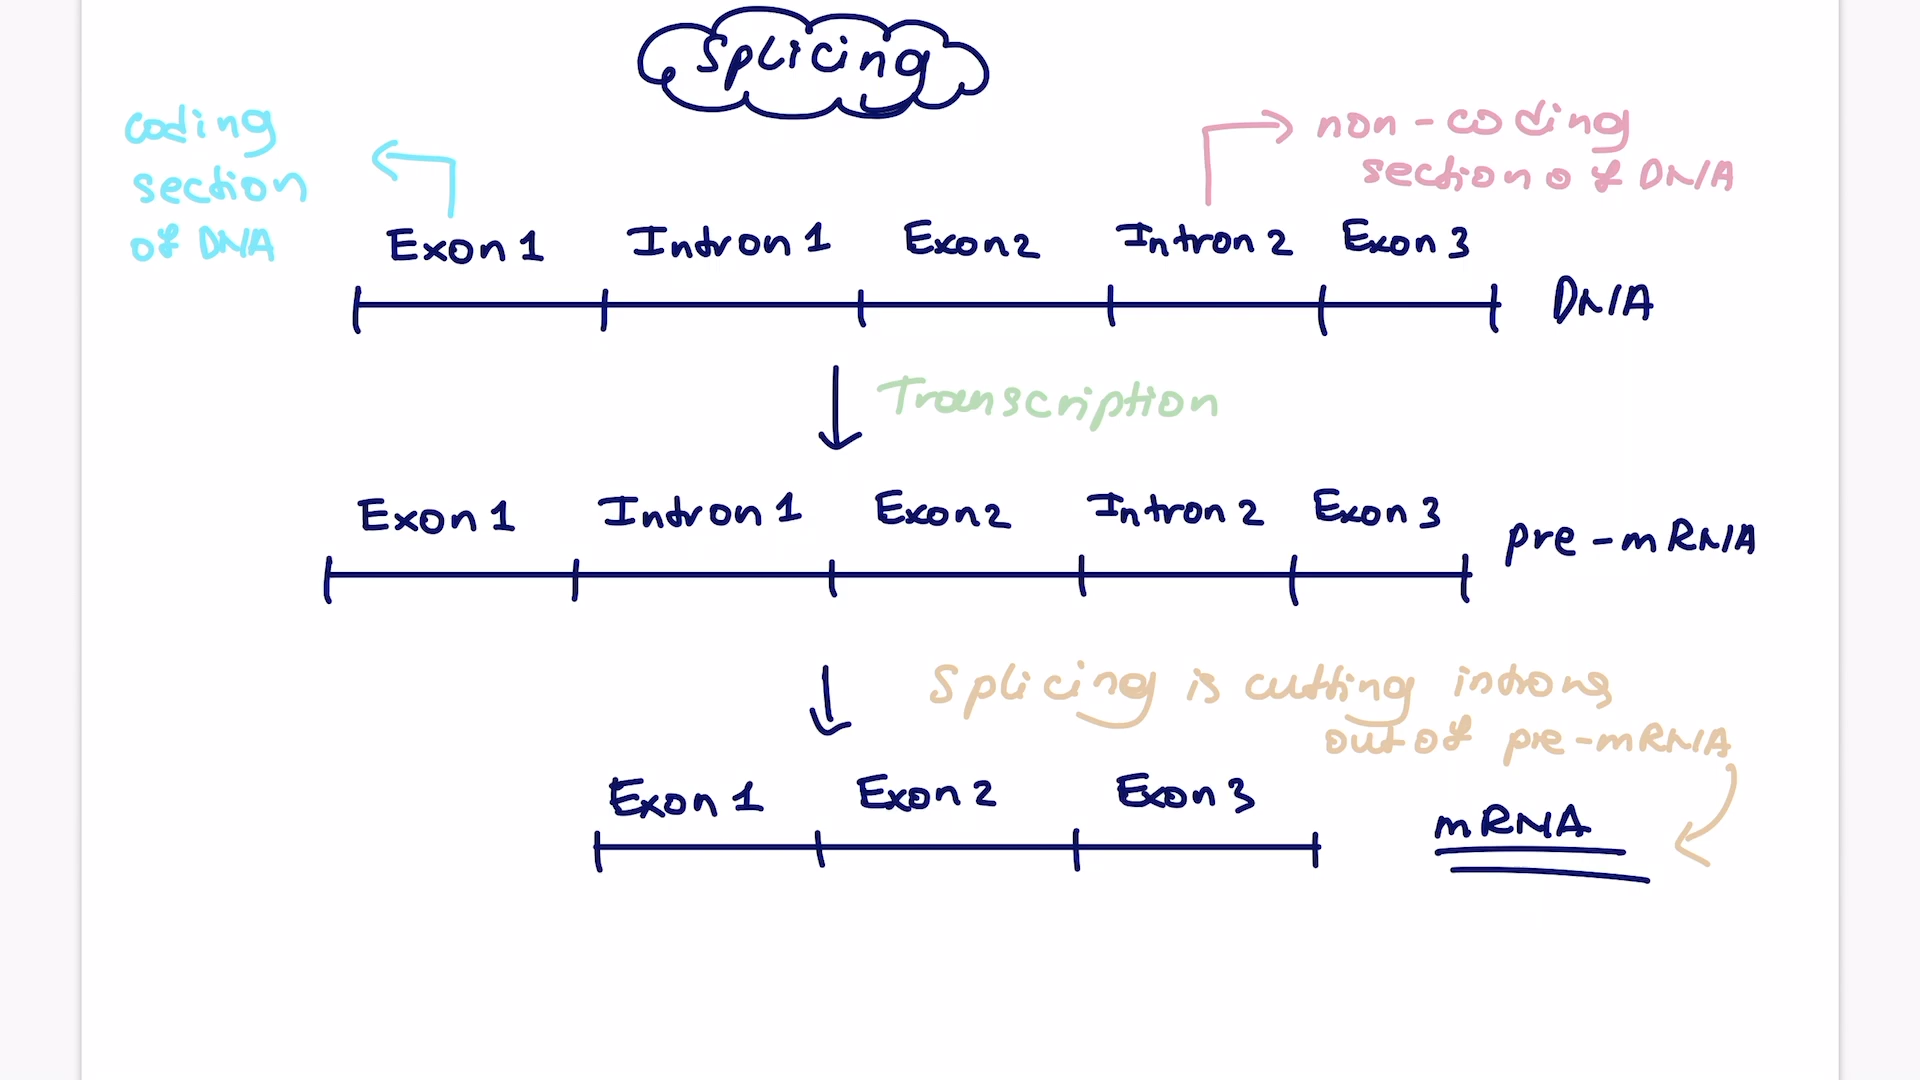 Splicing
coding
section
of DNA
non-coding
section of DNA
Exon 1 Intron 1 Exon 2 Intron 2 Exon 3
DNA
Transcription
Exon 1 Intron 1 Exon 2 Intron 2 Exon 3
pre-mRNA
Splicing is cutting introns
out of pre-mRNA
Exon 1 Exon 2 Exon 3
mRNA